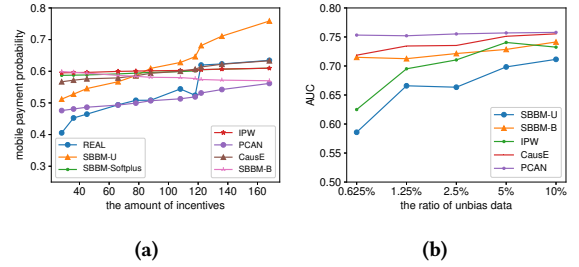 mobile payment probability
0.8
0.7
0.6
0.5
0.4
0.3
REAL
SBBM-U
SBBM-Softplus
IPW
PCAN
CausE
SBBM-B
40 60 80 100 120 140 160
the amount of incentives
(a)
AUC
0.80
0.75
0.70
0.65
0.60
0.55
0.50
SBBM-U
SBBM-B
IPW
CausE
PCAN
0.625% 1.25% 2.5% 5% 10%
the ratio of unbias data
(b)